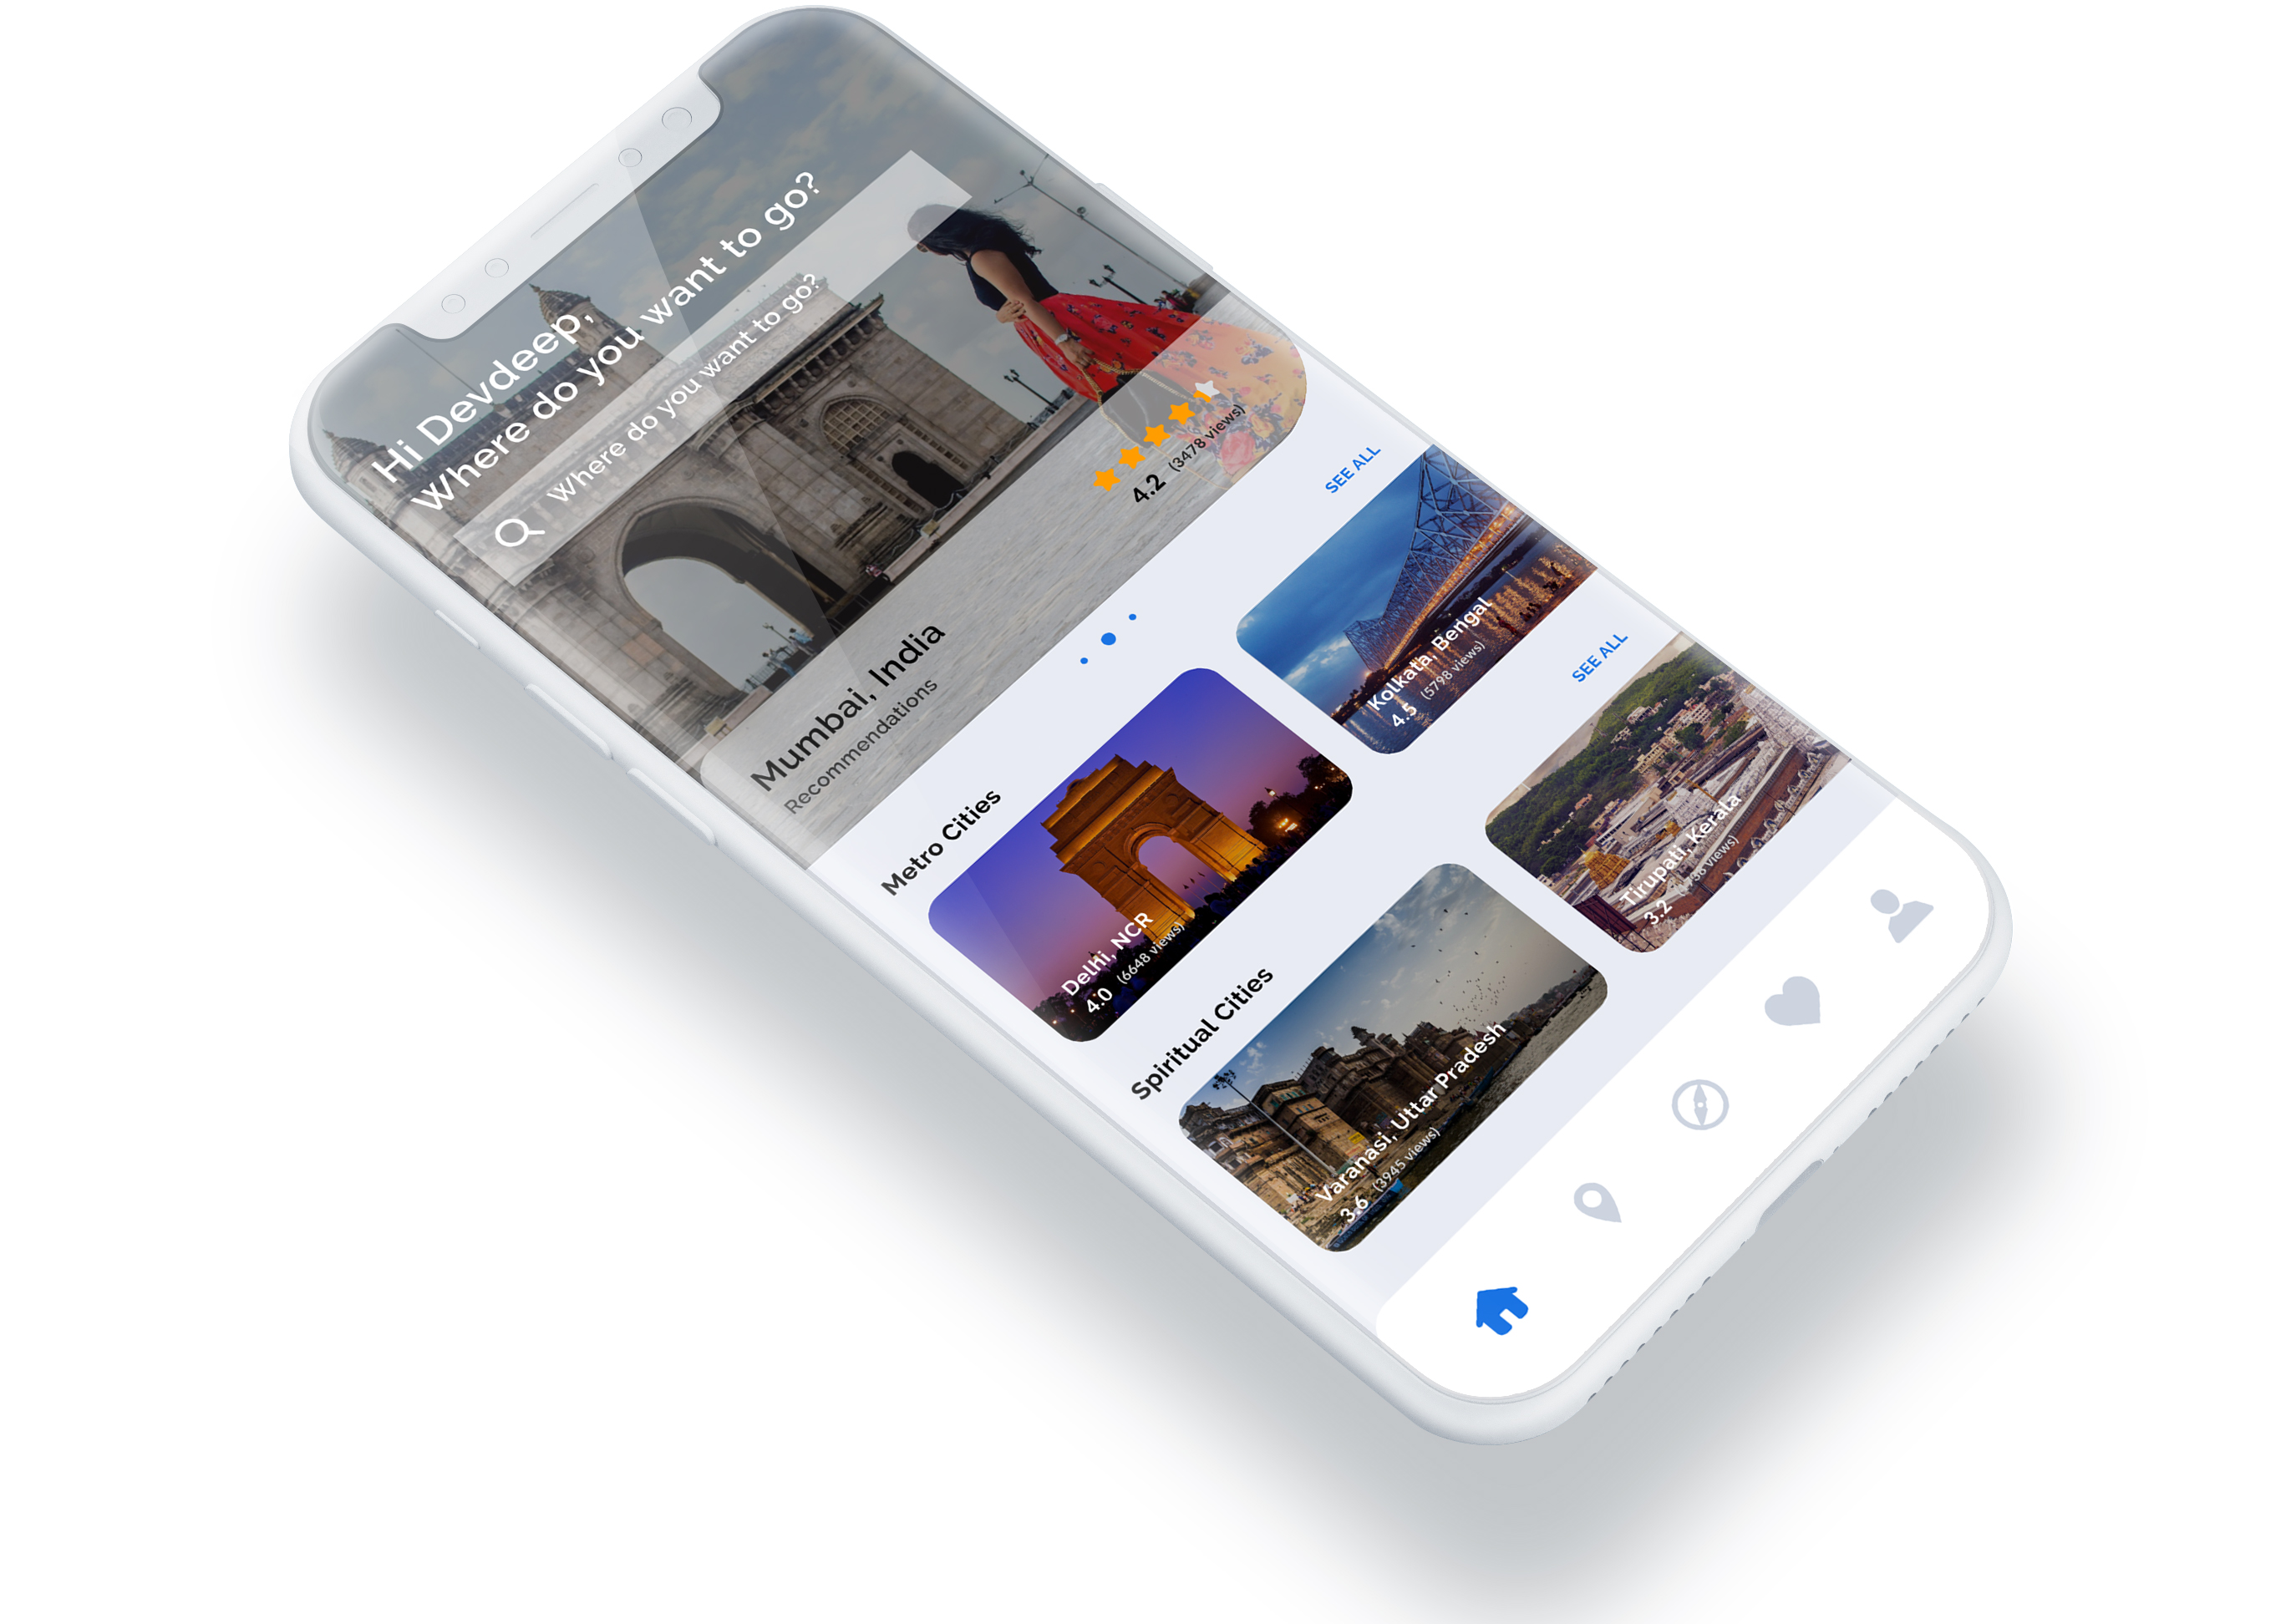 Hi Devdeep,
Where do you want to go?
Where do you want to go?
Mumbai, India
Recommendations
4.2 (3478 views)
Metro Cities
SEE ALL
Delhi, NCR
4.0 (6648 views)
Kolkata, Bengal
4.5 (5798 views)
Spiritual Cities
SEE ALL
Varanasi, Uttar Pradesh
3.6 (3945 views)
Tirupati, Kerala
3.2 views)